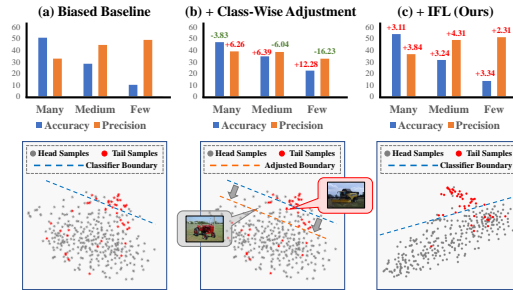 (a) Biased Baseline
(b) + Class-Wise Adjustment
(c) + IFL (Ours)
60
50
40
30
20
10
0
Many Medium Few
Accuracy Precision
60
50
40
30
20
10
0
-3.83
+6.26
+6.39
-6.04
+12.28
-16.23
Many Medium Few
Accuracy Precision
60
50
40
30
20
10
0
+3.11
+3.84
+3.24
+4.31
+3.34
+2.31
Many Medium Few
Accuracy Precision
Head Samples Tail Samples
Classifier Boundary
Head Samples Tail Samples
Adjusted Boundary
Head Samples Tail Samples
Classifier Boundary